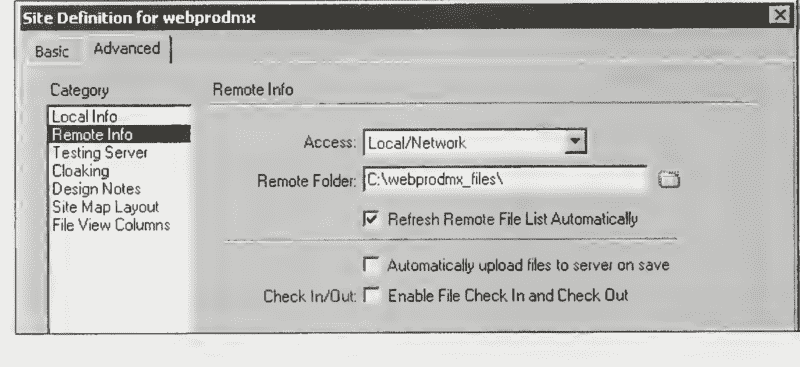 Site Definition for webprodmx
Basic
Advanced
Category
Remote Info
Local Info
Remote Info
Testing Server
Cloaking
Design Notes
Site Map Layout
File View Columns
Access: Local/Network
Remote Folder: C:\webprodmx_files\
Refresh Remote File List Automatically
Automatically upload files to server on save
Check In/Out: Enable File Check In and Check Out